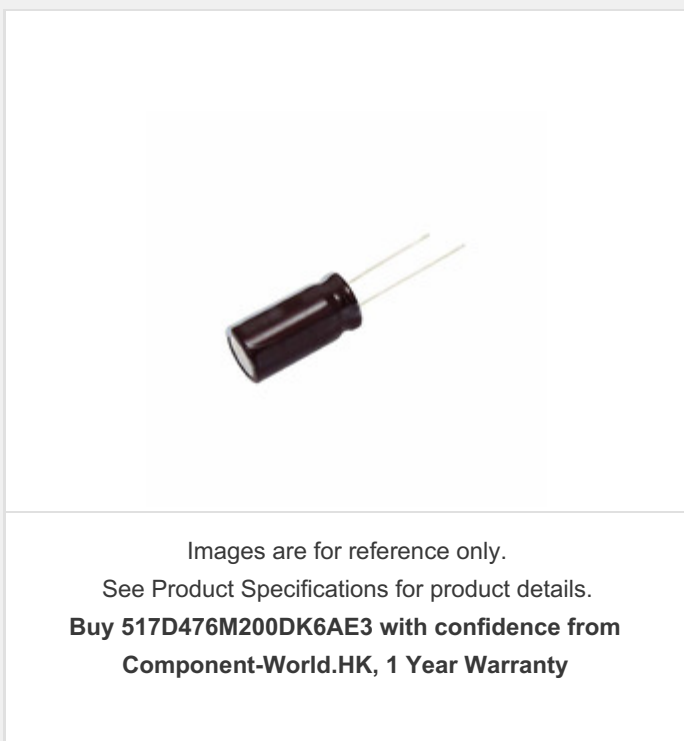 Images are for reference only.
See Product Specifications for product details.
Buy 517D476M200DK6AE3 with confidence from
Component-World.HK, 1 Year Warranty